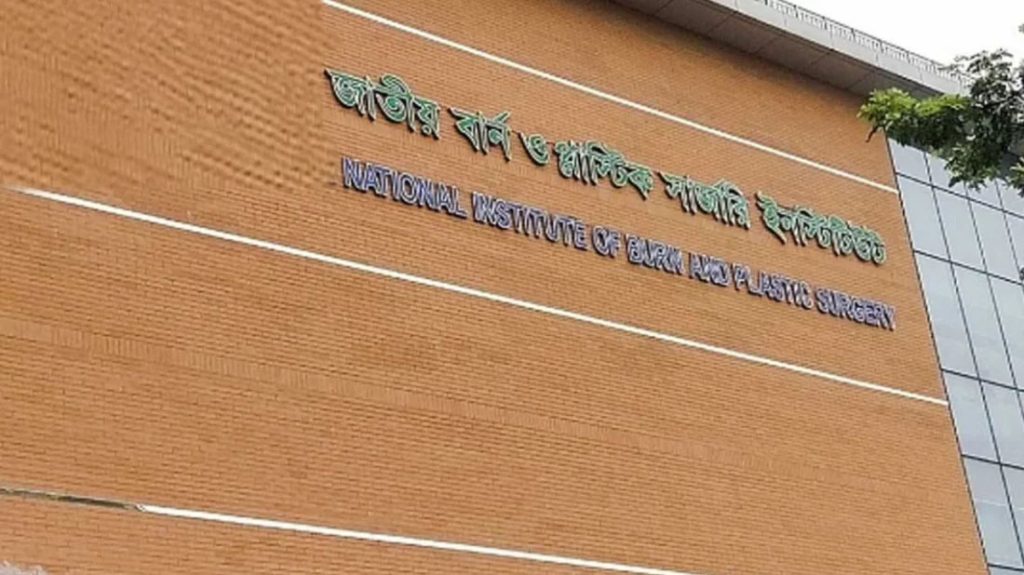 জাতীয় বার্ন ও প্লাস্টিক সার্জারি ইনস্টিটিউট
NATIONAL INSTITUTE OF BURN AND PLASTIC SURGERY